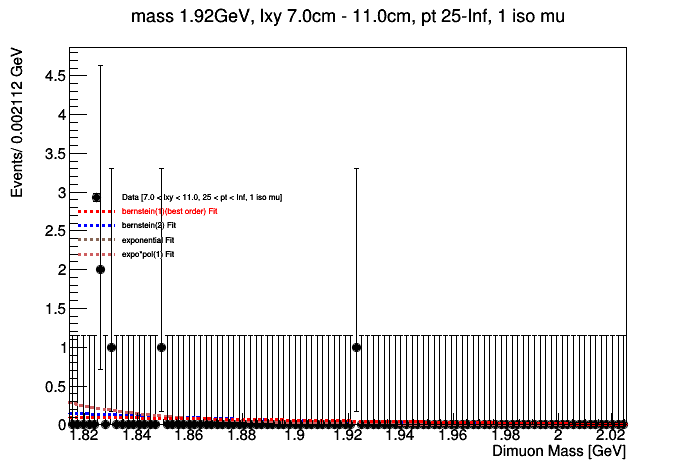 mass 1.92GeV, lxy 7.0cm - 11.0cm, pt 25-Inf, 1 iso mu
Events/ 0.002112 GeV
4.5
4
3.5
3
2.5
2
1.5
1
0.5
0
Data [7.0 < lxy < 11.0, 25 < pt < Inf, 1 iso mu]
bernstein(1)(best order) Fit
bernstein(2) Fit
exponential Fit
expo*pol(1) Fit
1.82 1.84 1.86 1.88 1.9 1.92 1.94 1.96 1.98 2 2.02
Dimuon Mass [GeV]